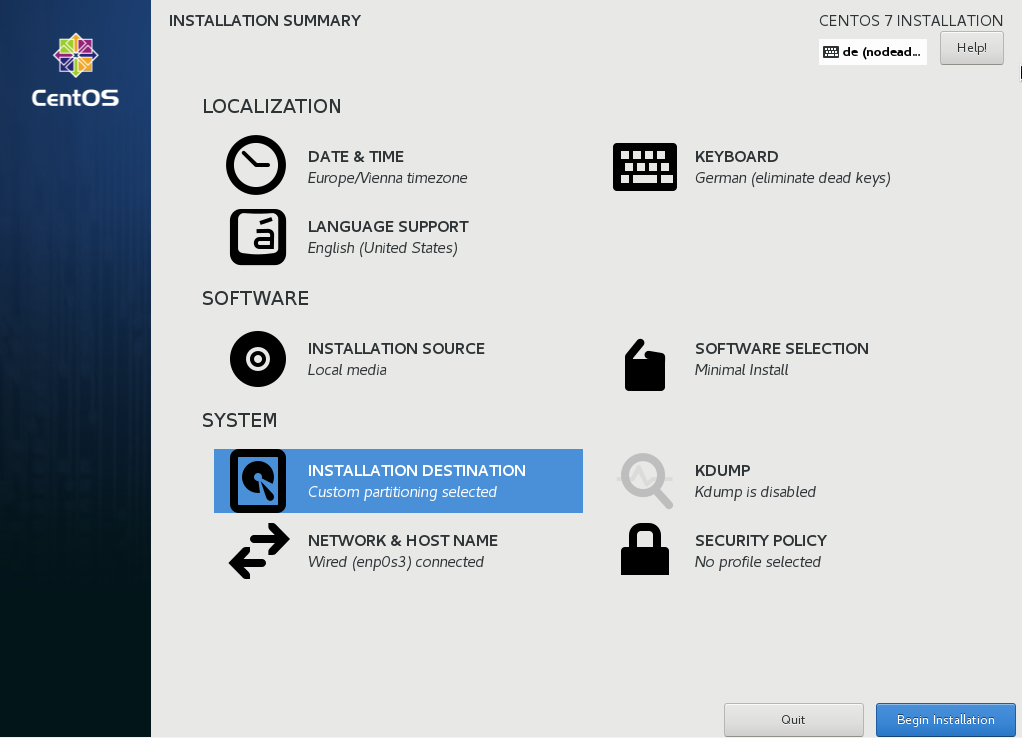 INSTALLATION SUMMARY
CENTOS 7 INSTALLATION
de (nodead...
Help!
CentOS
LOCALIZATION
DATE & TIME
Europe/Vienna timezone
KEYBOARD
German (eliminate dead keys)
LANGUAGE SUPPORT
English (United States)
SOFTWARE
INSTALLATION SOURCE
Local media
SOFTWARE SELECTION
Minimal Install
SYSTEM
INSTALLATION DESTINATION
Custom partitioning selected
KDUMP
Kdump is disabled
NETWORK & HOST NAME
Wired (enp0s3) connected
SECURITY POLICY
No profile selected
Quit
Begin Installation